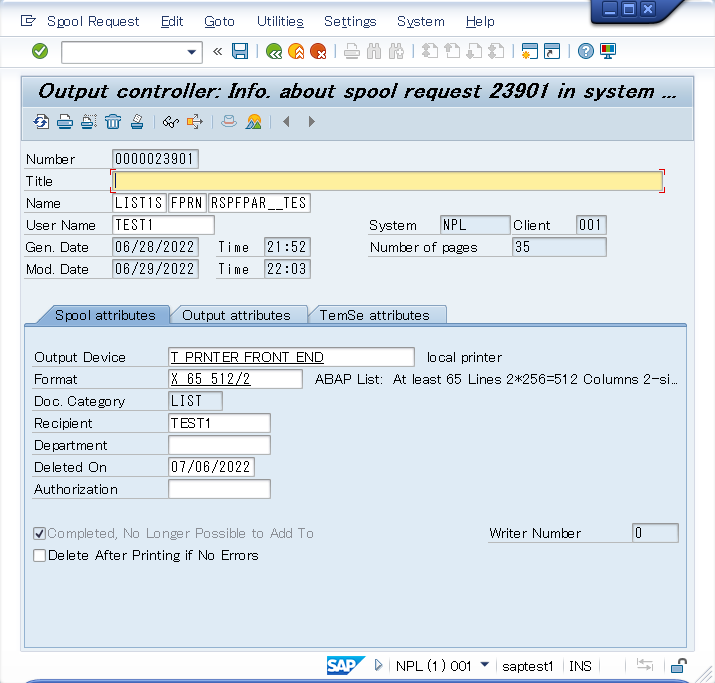 Spool Request Edit Goto Utilities Settings System Help
Output controller: Info. about spool request 23901 in system ...
Number 0000023901
Title
Name LIST1S FPRN RSPFPAR__TES
User Name TEST1 System NPL Client 001
Gen. Date 06/28/2022 Time 21:52 Number of pages 35
Mod. Date 06/29/2022 Time 22:03
Spool attributes Output attributes TemSe attributes
Output Device T PRNTER FRONT END local printer
Format X 65 512/2 ABAP List: At least 65 Lines 2*256=512 Columns 2-si...
Doc. Category LIST
Recipient TEST1
Department
Deleted On 07/06/2022
Authorization
Completed, No Longer Possible to Add To Writer Number 0
Delete After Printing if No Errors
SAP NPL (1) 001 saptest1 INS